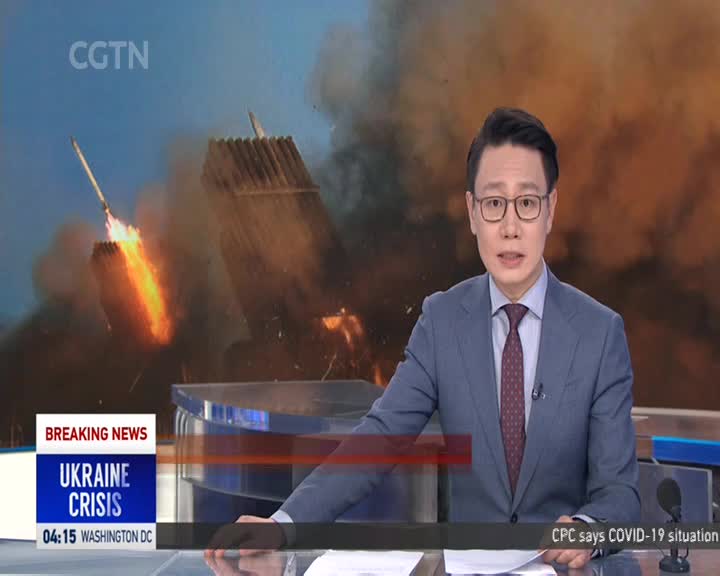 CGTN
BREAKING NEWS
UKRAINE
CRISIS
04:15 WASHINGTON DC
CPC says COVID-19 situation